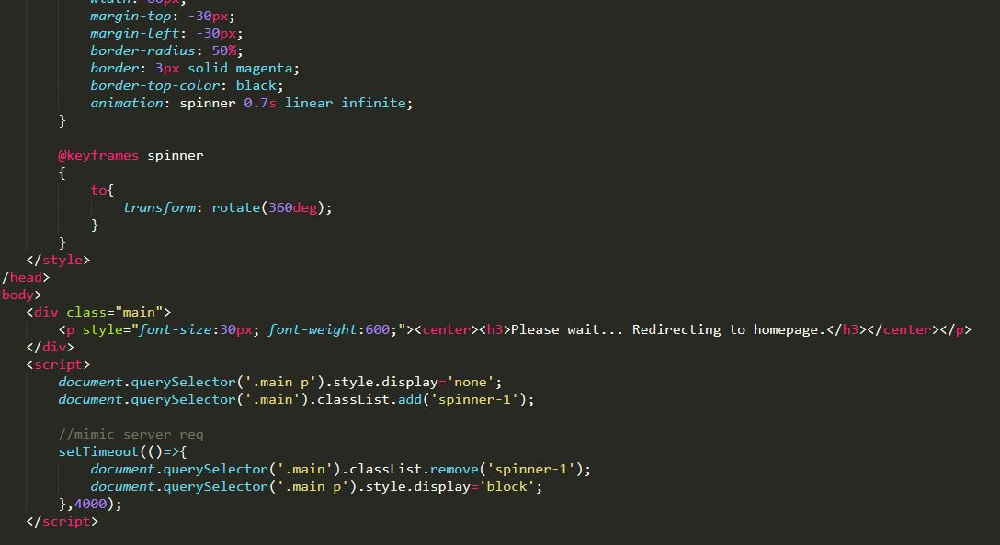 width: 60px;
margin-top: -30px;
margin-left: -30px;
border-radius: 50%;
border: 3px solid magenta;
border-top-color: black;
animation: spinner 0.7s linear infinite;
}
@keyframes spinner
{
to{
transform: rotate(360deg);
}
}
</style>
/head>
body>
<div class="main">
<p style="font-size:30px; font-weight:600;"><center><h3>Please wait... Redirecting to homepage.</h3></center></p>
</div>
<script>
document.querySelector('.main p').style.display='none';
document.querySelector('.main').classList.add('spinner-1');
//mimic server req
setTimeout(()=>{
document.querySelector('.main').classList.remove('spinner-1');
document.querySelector('.main p').style.display='block';
},4000);
</script>